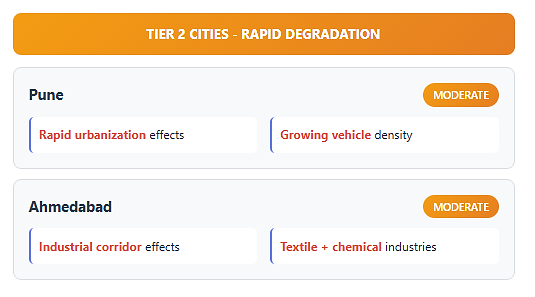 TIER 2 CITIES - RAPID DEGRADATION
Pune
MODERATE
Rapid urbanization effects
Growing vehicle density
Ahmedabad
MODERATE
Industrial corridor effects
Textile + chemical industries